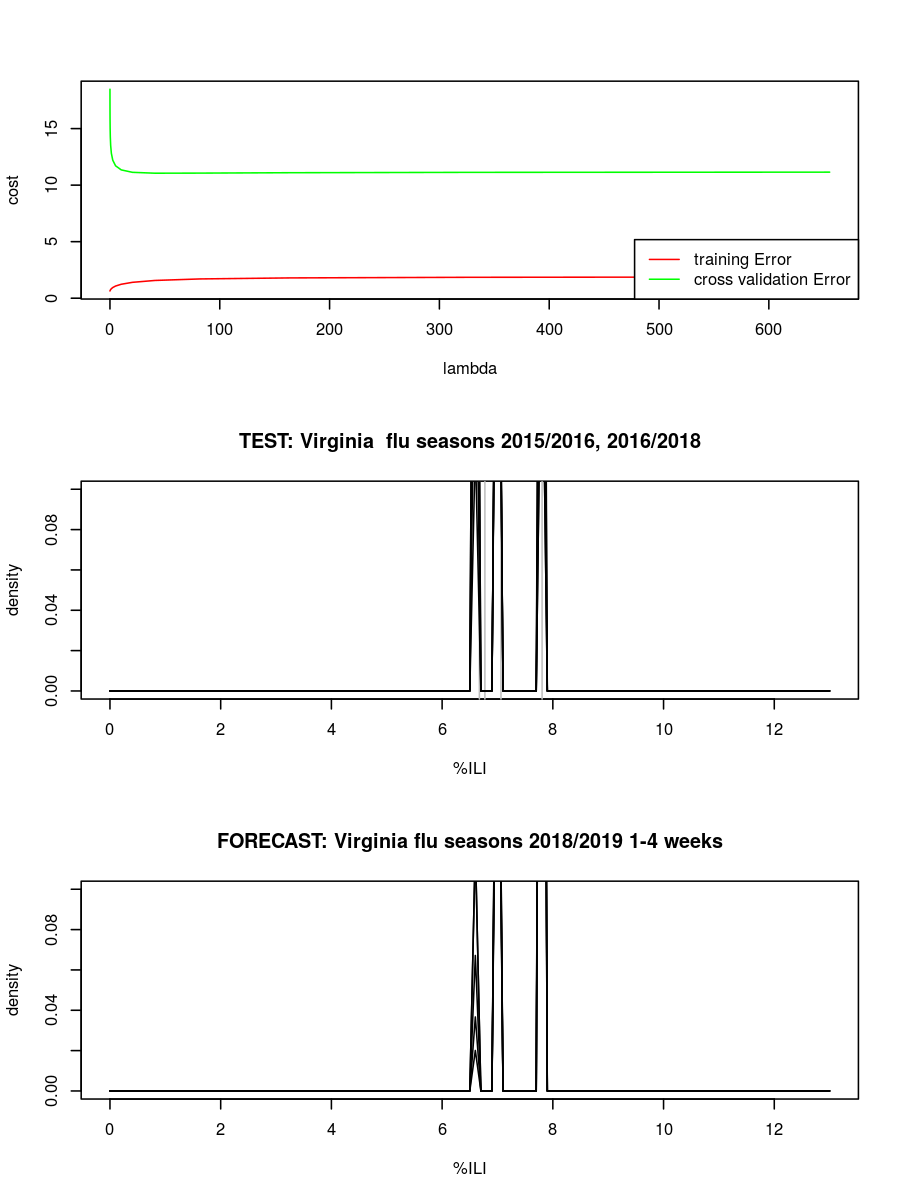 15
10
5
0
cost
training Error
cross validation Error
0 100 200 300 400 500 600
lambda
TEST: Virginia  flu seasons 2015/2016, 2016/2018
0.08
0.04
0.00
density
0 2 4 6 8 10 12
%ILI
FORECAST: Virginia flu seasons 2018/2019 1-4 weeks
0.08
0.04
0.00
density
0 2 4 6 8 10 12
%ILI